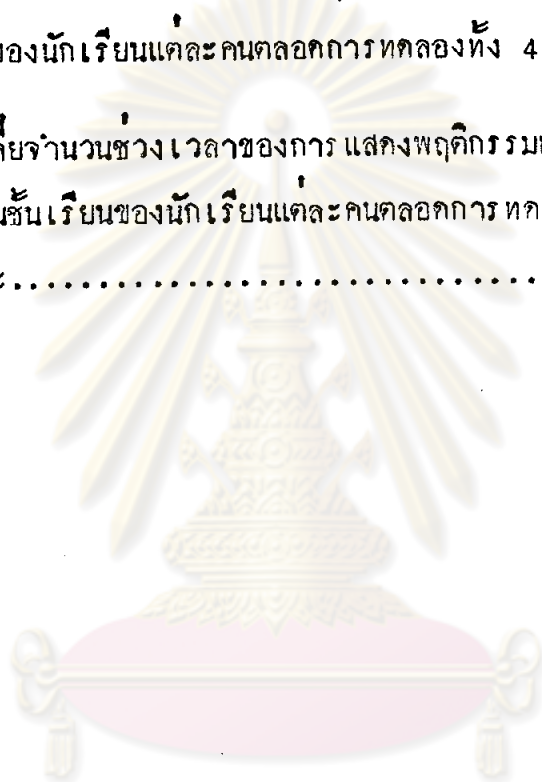 ของนักเรียนแต่ละคนตลอดการทดลองทั้ง 4
ลี่ยจำนวนช่วงเวลาของการแสดงพฤติกรรม
นชั้นเรียนของนักเรียนแต่ละคนตลอดการทด
ะ..............................